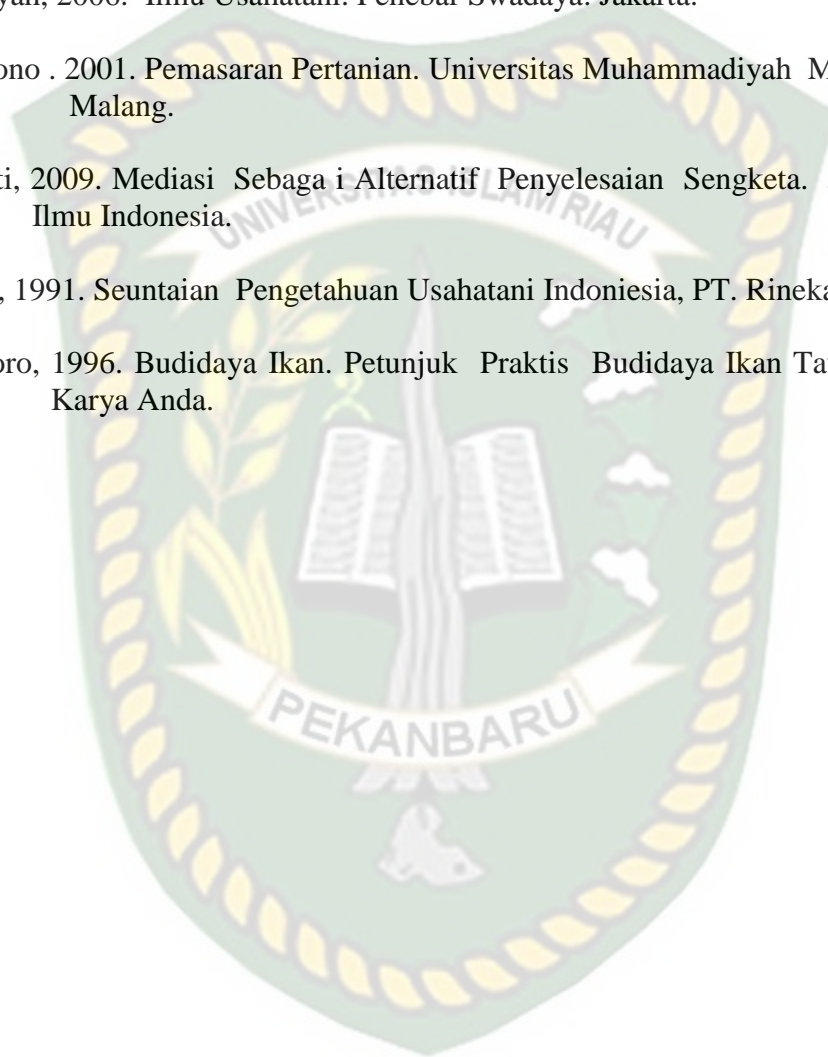 2006. Ilmu Usahatani. Penebar Swadaya. Jakarta.
ono . 2001. Pemasaran Pertanian. Universitas Muhammadiyah M
Malang.
ti, 2009. Mediasi Sebaga i Alternatif Penyelesaian Sengketa.
Ilmu Indonesia.
, 1991. Seuntaian Pengetahuan Usahatani Indoniesia, PT. Rineka
oro, 1996. Budidaya Ikan. Petunjuk Praktis Budidaya Ikan Ta
Karya Anda.
UNIVERSITAS ISLAM RIAU
PEKANBARU